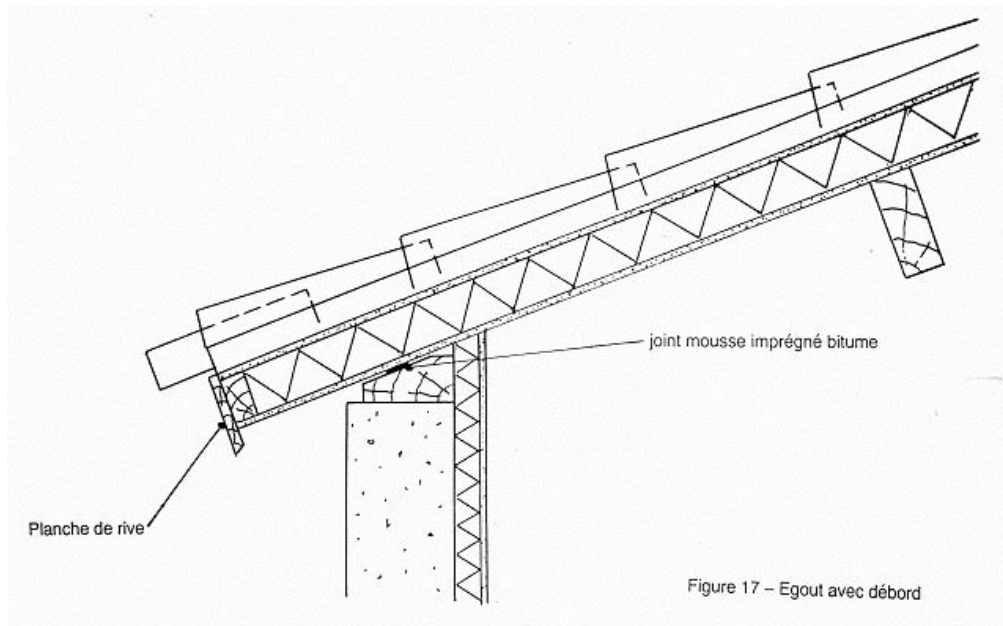 joint mousse imprégné bitume
Planche de rive
Figure 17 – Egout avec débord